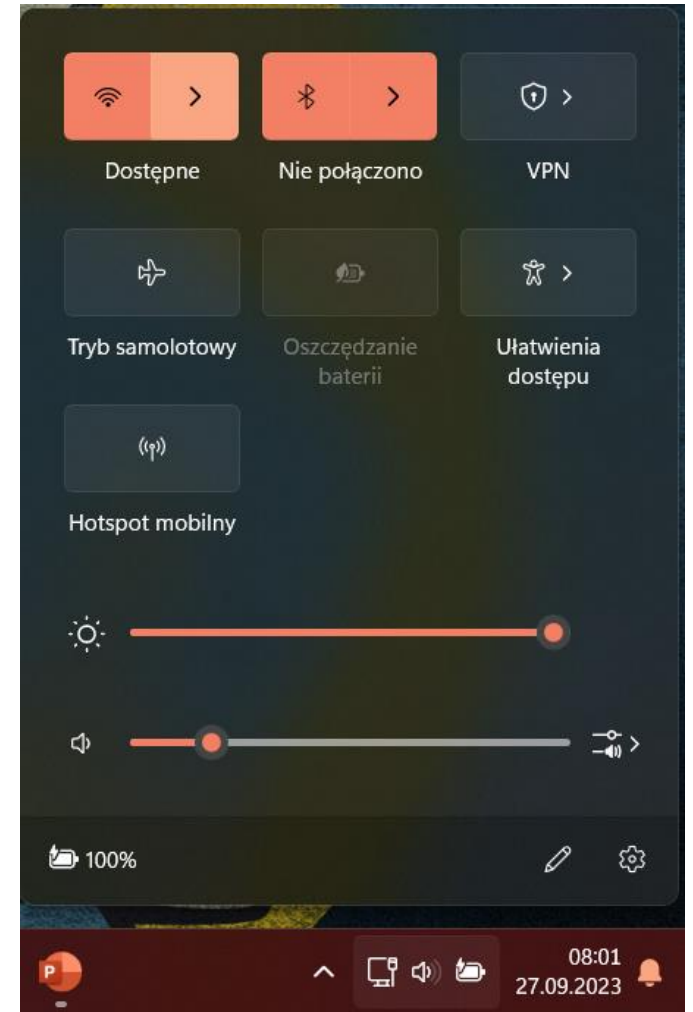 Dostępne
Nie połączono
VPN
Tryb samolotowy
Oszczędzanie
baterii
Ułatwienia
dostępu
Hotspot mobilny
100%
P
08:01
27.09.2023